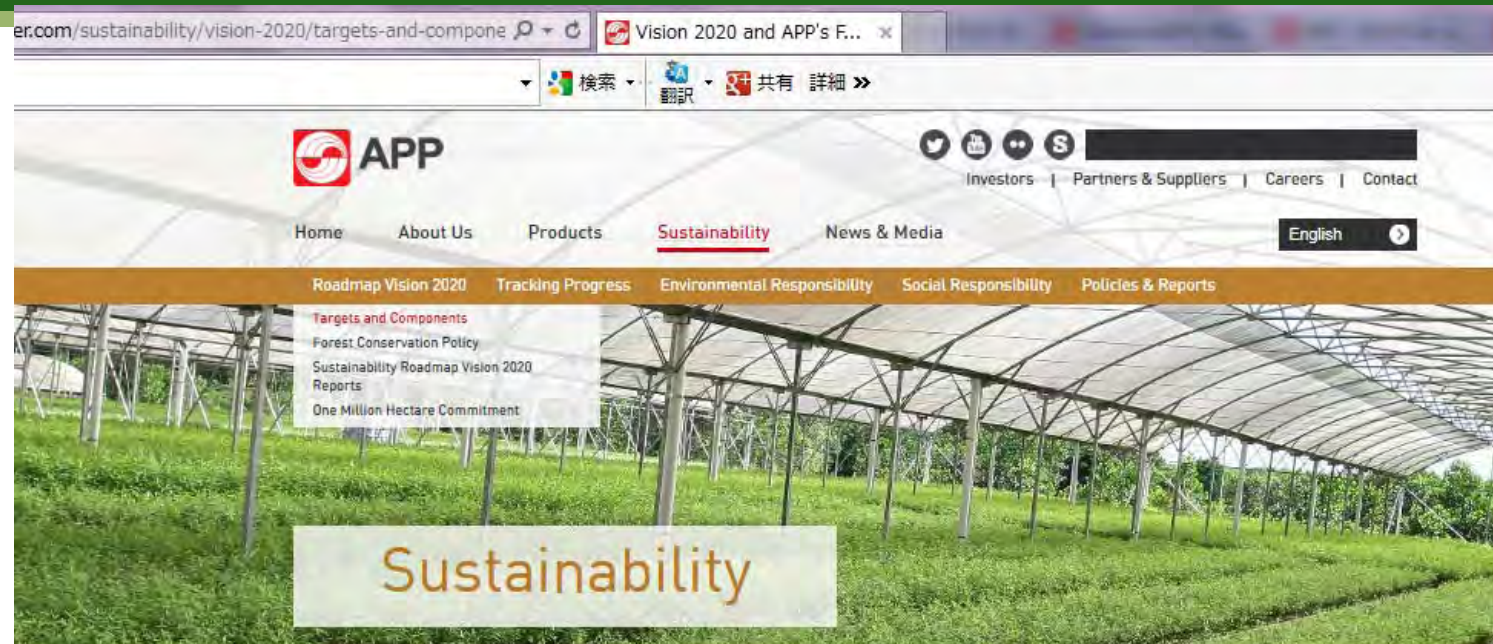 er.com/sustainability/vision-2020/targets-and-compone
Vision 2020 and APP's F...
検索
翻訳
共有 詳細 »
APP
Investors | Partners & Suppliers | Careers | Contact
Home About Us Products Sustainability News & Media
English
Roadmap Vision 2020 Tracking Progress Environmental Responsibility Social Responsibility Policies & Reports
Targets and Components
Forest Conservation Policy
Sustainability Roadmap Vision 2020
Reports
One Million Hectare Commitment
Sustainability